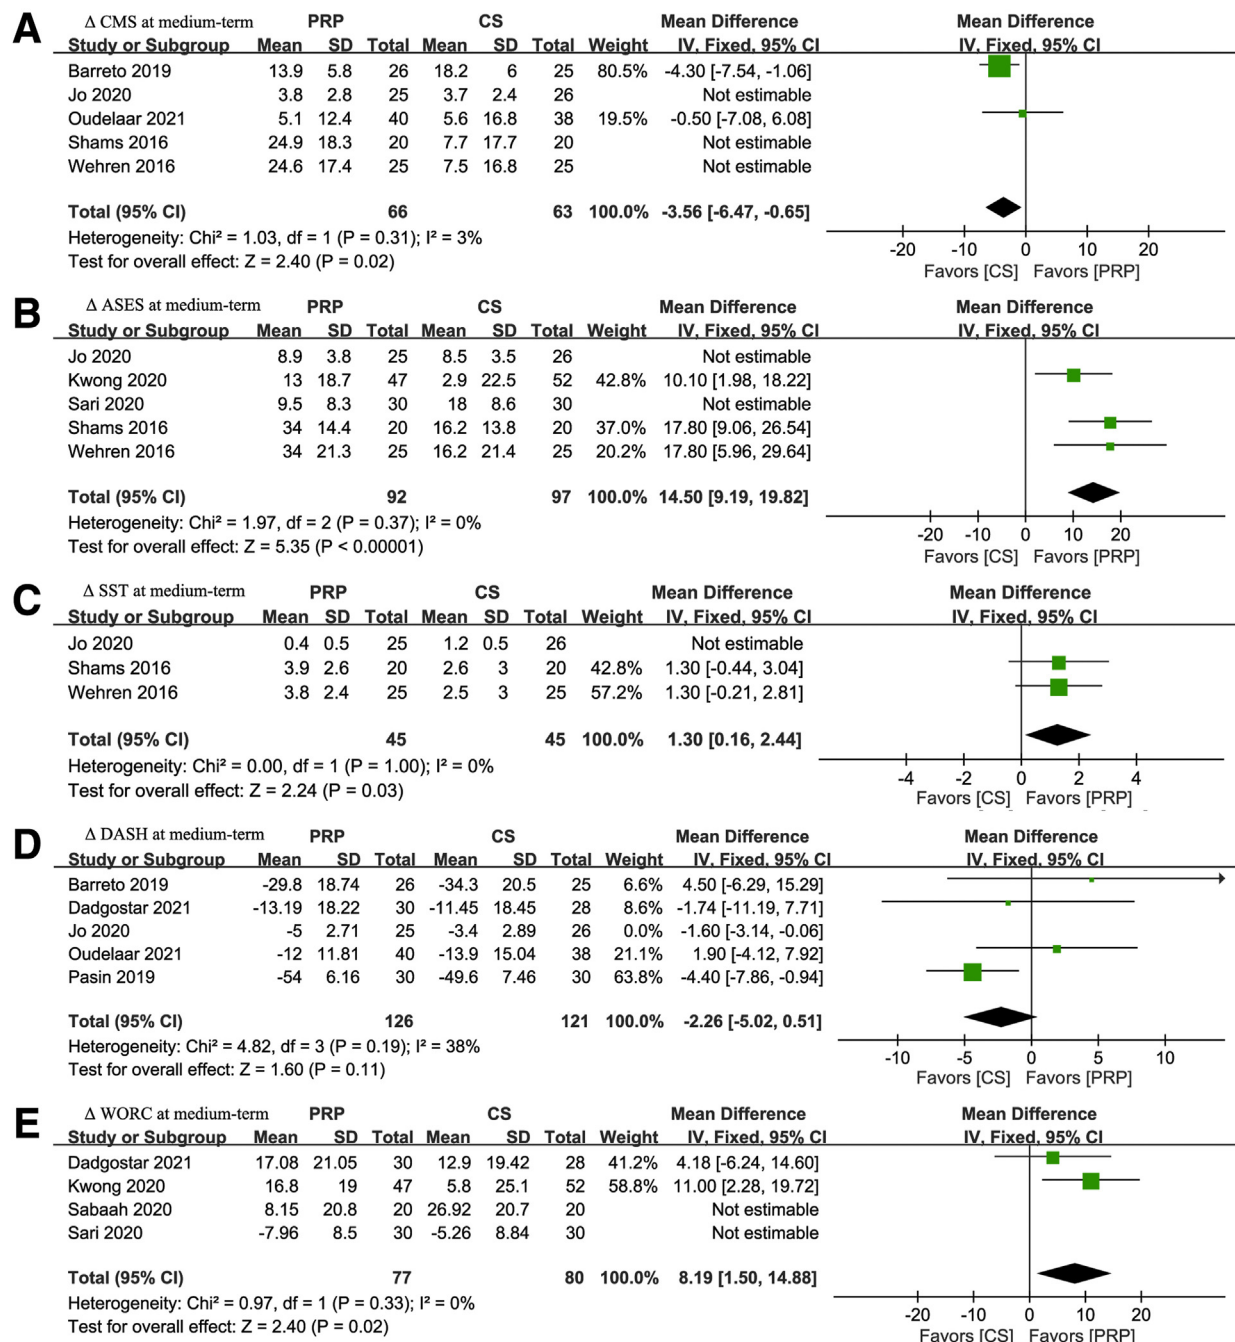 A
Δ CMS at medium-term PRP CS Mean Difference Mean Difference
Study or Subgroup Mean SD Total Mean SD Total Weight IV, Fixed, 95% CI IV, Fixed, 95% CI
Barreto 2019 13.9 5.8 26 18.2 6 25 80.5% -4.30 [-7.54, -1.06]
Jo 2020 3.8 2.8 25 3.7 2.4 26 Not estimable
Oudelaar 2021 5.1 12.4 40 5.6 16.8 38 19.5% -0.50 [-7.08, 6.08]
Shams 2016 24.9 18.3 20 7.7 17.7 20 Not estimable
Wehren 2016 24.6 17.4 25 7.5 16.8 25 Not estimable
Total (95% CI) 66 63 100.0% -3.56 [-6.47, -0.65]
Heterogeneity: Chi² = 1.03, df = 1 (P = 0.31); I² = 3%
Test for overall effect: Z = 2.40 (P = 0.02)
-20 -10 0 10 20
Favors [CS] Favors [PRP]
B
Δ ASES at medium-term PRP CS Mean Difference Mean Difference
Study or Subgroup Mean SD Total Mean SD Total Weight IV, Fixed, 95% CI IV, Fixed, 95% CI
Jo 2020 8.9 3.8 25 8.5 3.5 26 Not estimable
Kwong 2020 13 18.7 47 2.9 22.5 52 42.8% 10.10 [1.98, 18.22]
Sari 2020 9.5 8.3 30 18 8.6 30 Not estimable
Shams 2016 34 14.4 20 16.2 13.8 20 37.0% 17.80 [9.06, 26.54]
Wehren 2016 34 21.3 25 16.2 21.4 25 20.2% 17.80 [5.96, 29.64]
Total (95% CI) 92 97 100.0% 14.50 [9.19, 19.82]
Heterogeneity: Chi² = 1.97, df = 2 (P = 0.37); I² = 0%
Test for overall effect: Z = 5.35 (P < 0.00001)
-20 -10 0 10 20
Favors [CS] Favors [PRP]
C
Δ SST at medium-term PRP CS Mean Difference Mean Difference
Study or Subgroup Mean SD Total Mean SD Total Weight IV, Fixed, 95% CI IV, Fixed, 95% CI
Jo 2020 0.4 0.5 25 1.2 0.5 26 Not estimable
Shams 2016 3.9 2.6 20 2.6 3 20 42.8% 1.30 [-0.44, 3.04]
Wehren 2016 3.8 2.4 25 2.5 3 25 57.2% 1.30 [-0.21, 2.81]
Total (95% CI) 45 45 100.0% 1.30 [0.16, 2.44]
Heterogeneity: Chi² = 0.00, df = 1 (P = 1.00); I² = 0%
Test for overall effect: Z = 2.24 (P = 0.03)
-4 -2 0 2 4
Favors [CS] Favors [PRP]
D
Δ DASH at medium-term PRP CS Mean Difference Mean Difference
Study or Subgroup Mean SD Total Mean SD Total Weight IV, Fixed, 95% CI IV, Fixed, 95% CI
Barreto 2019 -29.8 18.74 26 -34.3 20.5 25 6.6% 4.50 [-6.29, 15.29]
Dadgostar 2021 -13.19 18.22 30 -11.45 18.45 28 8.6% -1.74 [-11.19, 7.71]
Jo 2020 -5 2.71 25 -3.4 2.89 26 0.0% -1.60 [-3.14, -0.06]
Oudelaar 2021 -12 11.81 40 -13.9 15.04 38 21.1% 1.90 [-4.12, 7.92]
Pasin 2019 -54 6.16 30 -49.6 7.46 30 63.8% -4.40 [-7.86, -0.94]
Total (95% CI) 126 121 100.0% -2.26 [-5.02, 0.51]
Heterogeneity: Chi² = 4.82, df = 3 (P = 0.19); I² = 38%
Test for overall effect: Z = 1.60 (P = 0.11)
-10 -5 0 5 10
Favors [CS] Favors [PRP]
E
Δ WORC at medium-term PRP CS Mean Difference Mean Difference
Study or Subgroup Mean SD Total Mean SD Total Weight IV, Fixed, 95% CI IV, Fixed, 95% CI
Dadgostar 2021 17.08 21.05 30 12.9 19.42 28 41.2% 4.18 [-6.24, 14.60]
Kwong 2020 16.8 19 47 5.8 25.1 52 58.8% 11.00 [2.28, 19.72]
Sabaah 2020 8.15 20.8 20 26.92 20.7 20 Not estimable
Sari 2020 -7.96 8.5 30 -5.26 8.84 30 Not estimable
Total (95% CI) 77 80 100.0% 8.19 [1.50, 14.88]
Heterogeneity: Chi² = 0.97, df = 1 (P = 0.33); I² = 0%
Test for overall effect: Z = 2.40 (P = 0.02)
-20 -10 0 10 20
Favors [CS] Favors [PRP]